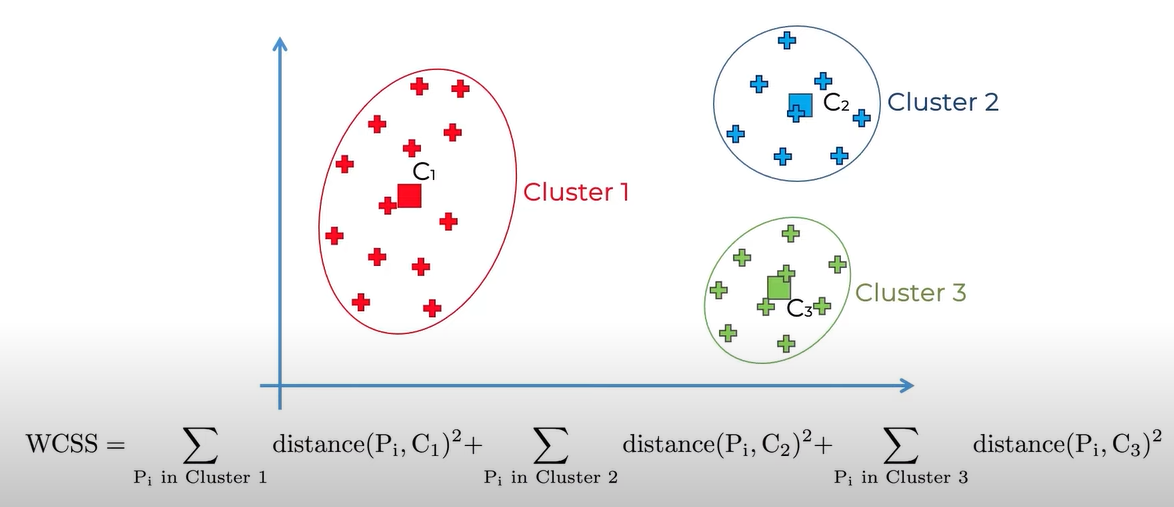 C₂
Cluster 2
C₁
Cluster 1
Cluster 3
C₃
WCSS = ∑ distance(Pᵢ, C₁)² + ∑ distance(Pᵢ, C₂)² + ∑ distance(Pᵢ, C₃)²
Pᵢ in Cluster 1 Pᵢ in Cluster 2 Pᵢ in Cluster 3